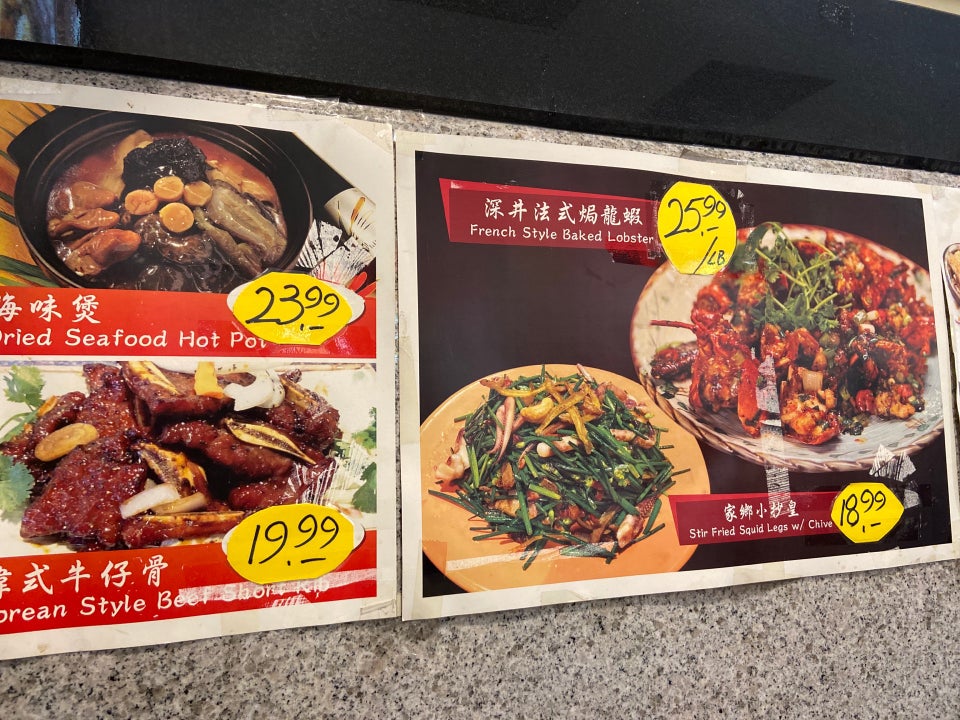 海味煲
Dried Seafood Hot Pot
23.99
韓式牛仔骨
Korean Style Beef Short Rib
19.99
深井法式焗龍蝦
French Style Baked Lobster
25.99
/LB
家鄉小炒皇
Stir Fried Squid Legs w/ Chive
18.99